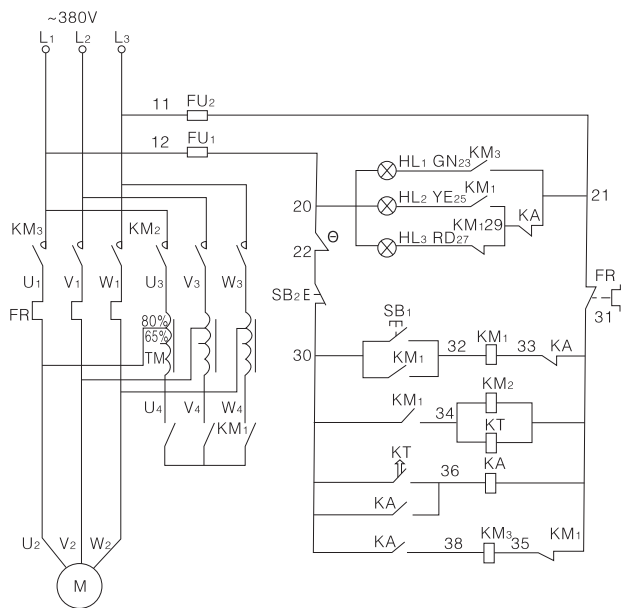 ~380V
L1 L2 L3
11 FU2
12 FU1
HL1 GN23 KM3
20 HL2 YE25 KM1 21
KM129 KA
KM3 KM2
22 Θ HL3 RD27
U1 V1 W1 U3 V3 W3
FR SB2 E FR
80% 31
65% SB1
TM 30 KM1 32 KM1 33 KA
U4 V4 W4 KM1 KM2
KM1 34 KT
KT 36 KA
KA
U2 V2 W2 KA 38 KM3 35 KM1
M